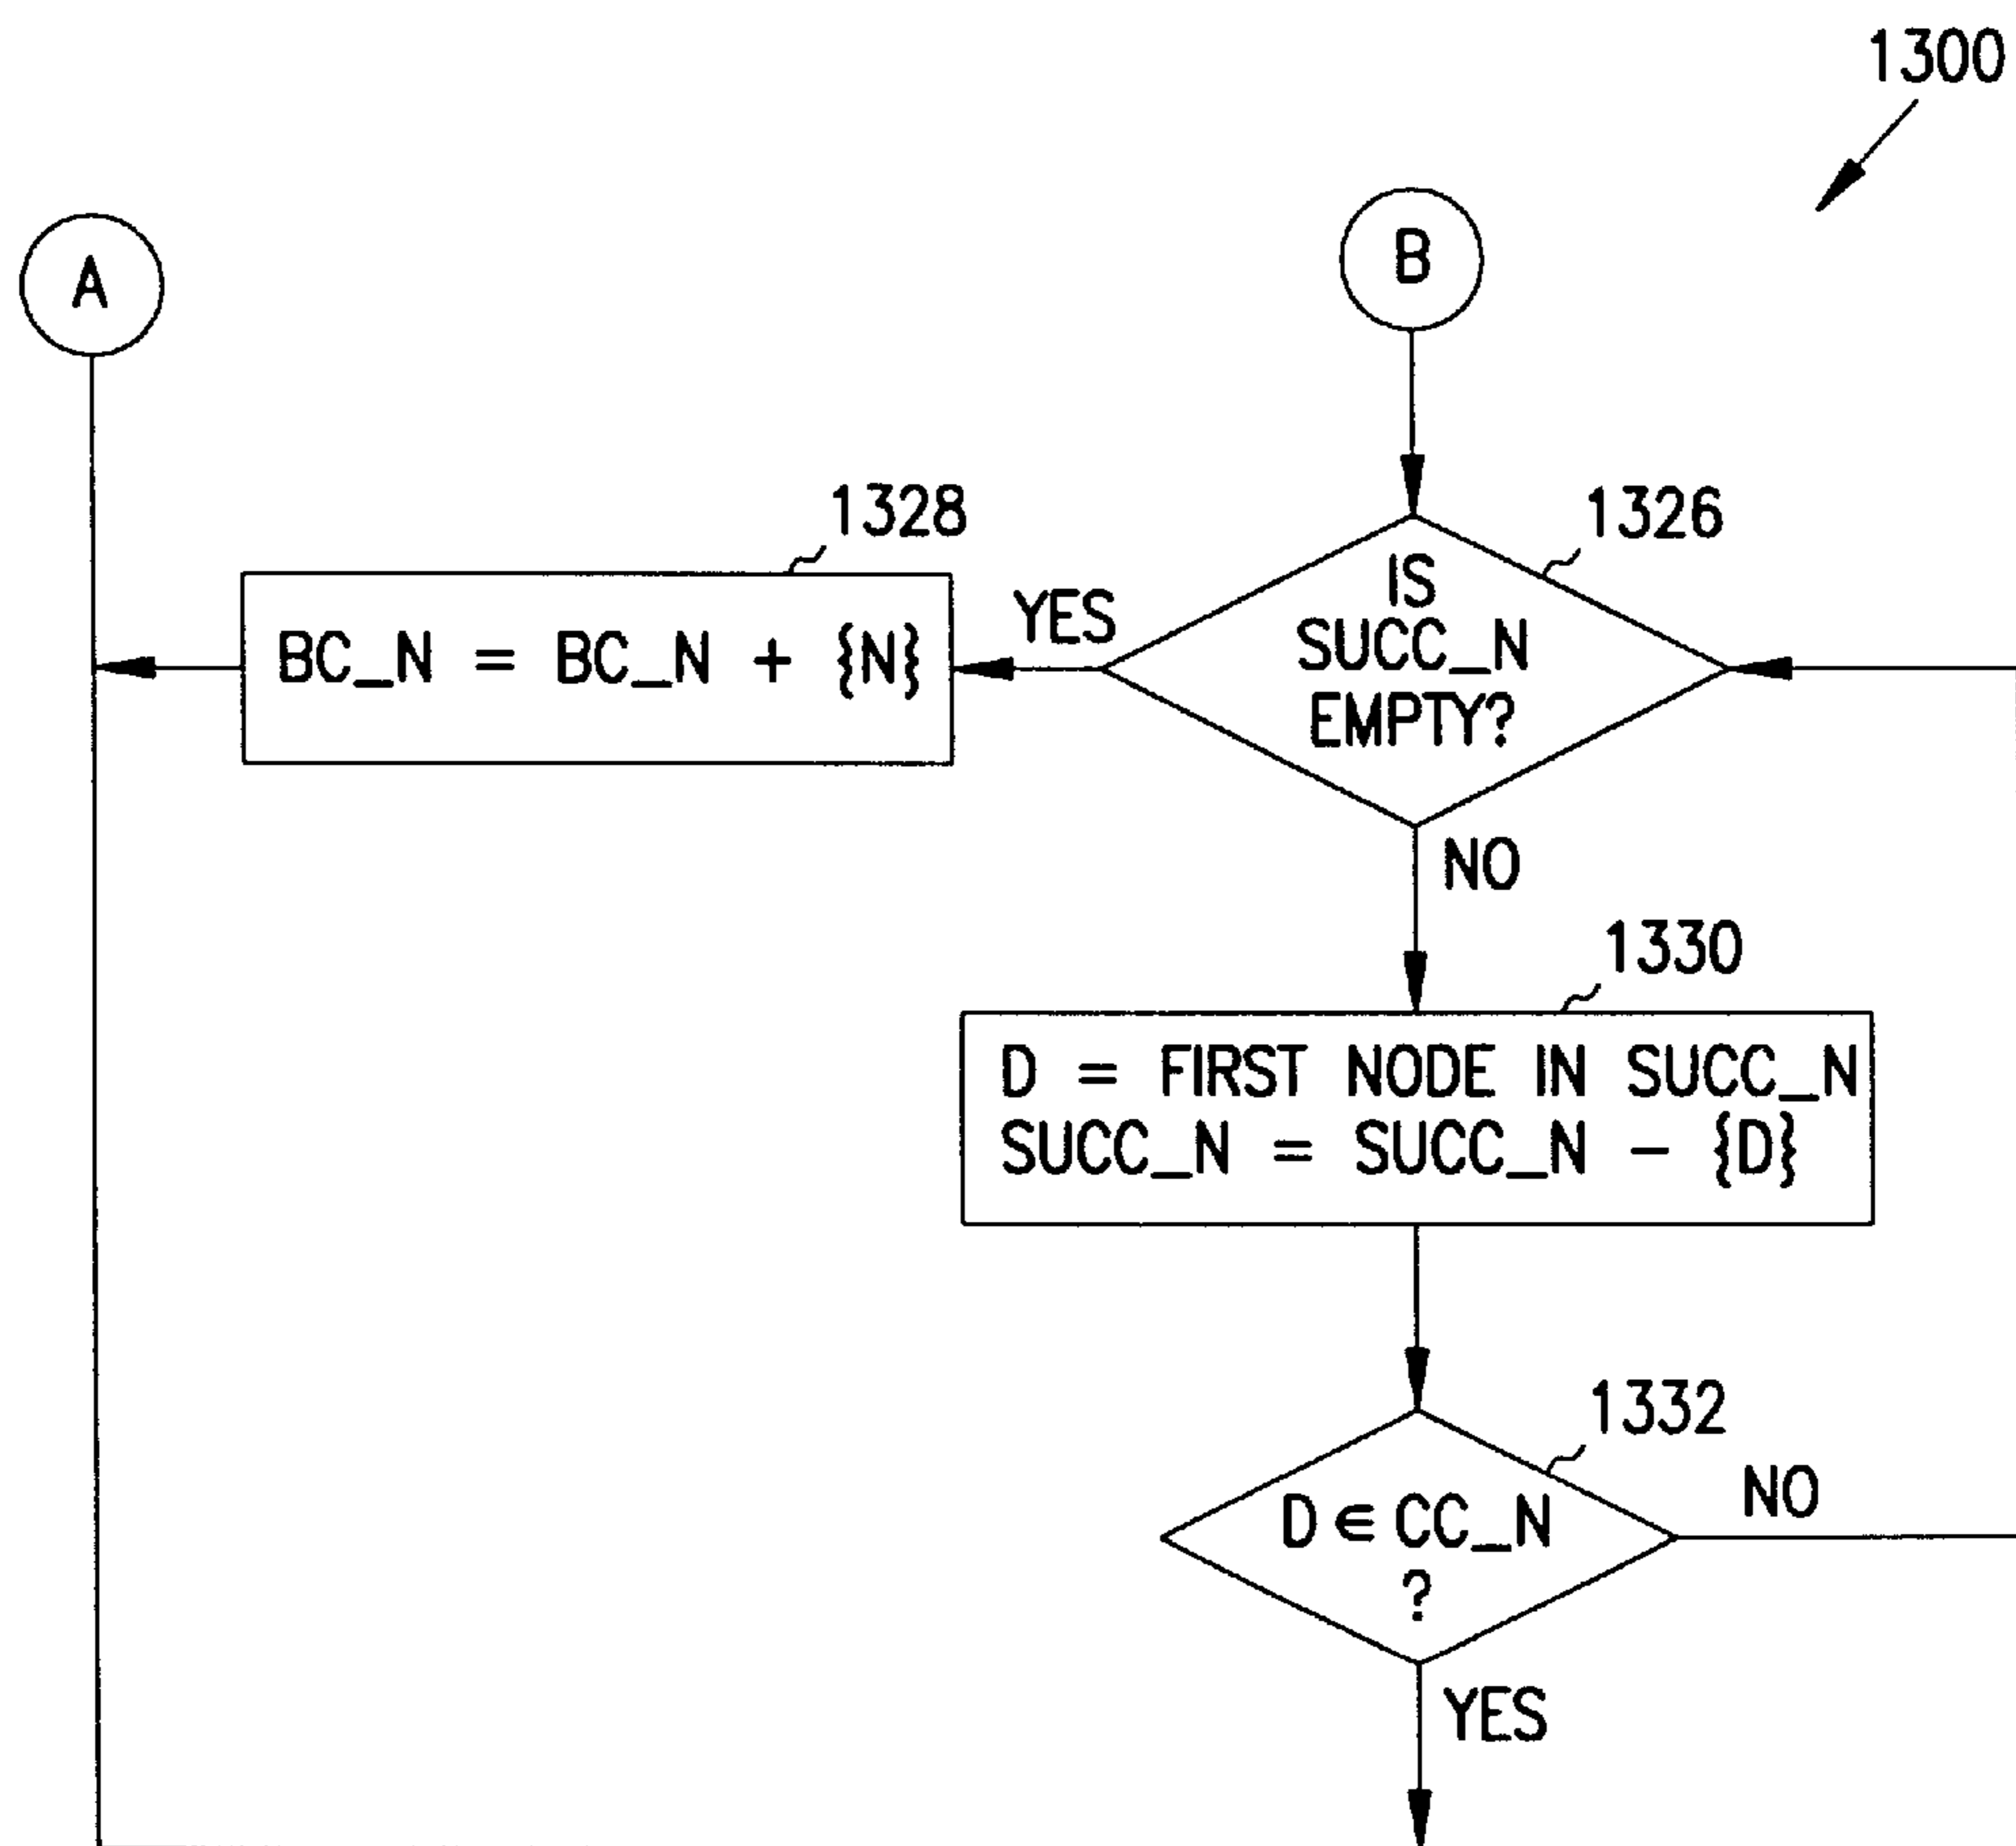 1300
A
B
1328
1326
BC_N = BC_N + {N}
YES
IS
SUCC_N
EMPTY?
NO
1330
D = FIRST NODE IN SUCC_N
SUCC_N = SUCC_N - {D}
1332
D ∈ CC_N
?
NO
YES